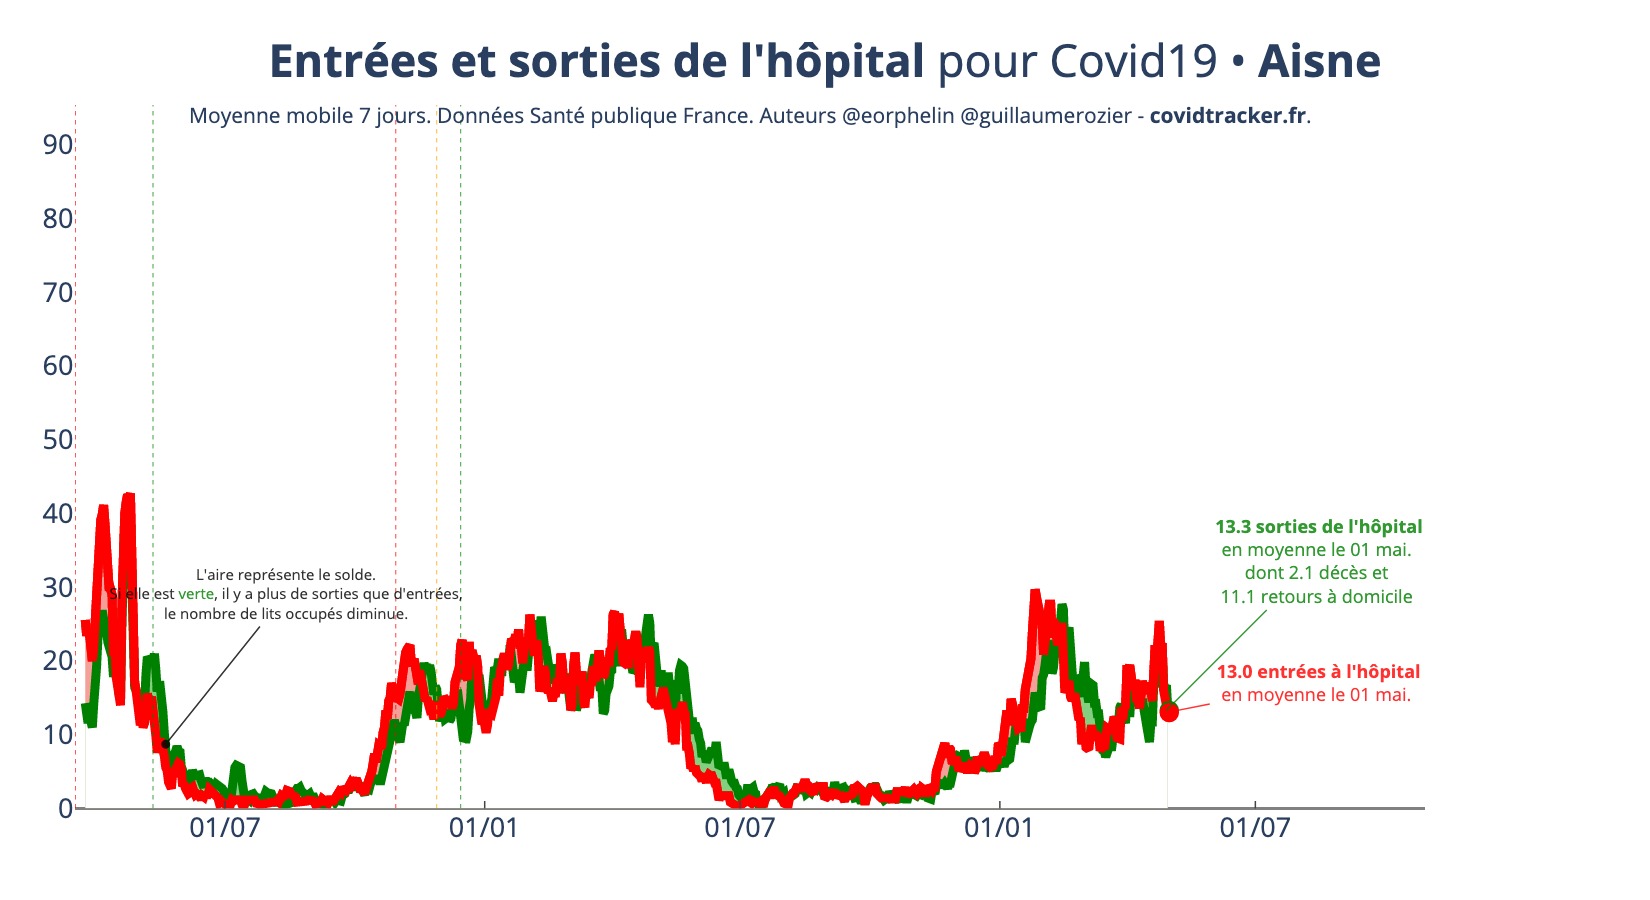 Entrées et sorties de l'hôpital pour Covid19 • Aisne
Moyenne mobile 7 jours. Données Santé publique France. Auteurs @eorphelin @guillaumerozier - covidtracker.fr.
90
80
70
60
50
40
30
20
10
0
L'aire représente le solde.
Si elle est verte, il y a plus de sorties que d'entrées,
le nombre de lits occupés diminue.
13.3 sorties de l'hôpital
en moyenne le 01 mai.
dont 2.1 décès et
11.1 retours à domicile
13.0 entrées à l'hôpital
en moyenne le 01 mai.
01/07
01/01
01/07
01/01
01/07